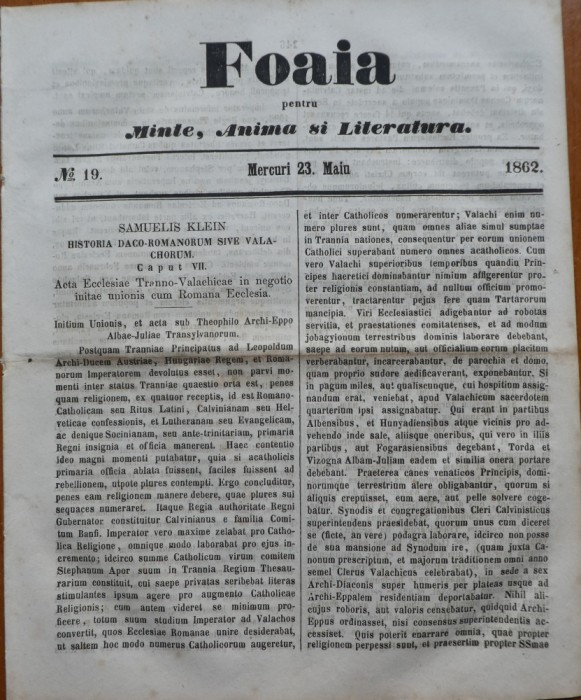 Foaia
pentru
Minte, Anima si Literatura.
No 19.
Mercuri 23. Maiu
1862.
SAMUELIS KLEIN
HISTORIA DACO-ROMANORUM SIVE VALA-
CHORUM.
Caput VII.
Acta Ecclesiae Tranno-Valachicae in negotio
initae unionis cum Romana Ecclesia.
Initium Unionis, et acta sub Theophilo Archi-Eppo
Albae-Juliae Transylvanorum.
Postquam Tranniae Principatus ad Leopoldum
Archi-Ducem Austriae, Hungariae Regem, et Roma-
norum Imperatorem devolutus esset, non parvi mo-
menti inter status Tranniae quaestio orta est, penes
quam religionem, ex quatuor receptis, id est Romano-
Catholicam seu Ritus Latini, Calvinianam seu Hel-
veticae confessionis, et Lutheranam seu Evangelicam,
ac denique Socinianam, seu ante-trinitariam, primaria
Regni insignia et officia manerent. Haec contentio
ideo magni momenti putabatur, quia si acatholicis
primaria officia ablata fuissent, faciles fuissent ad
rebellionem, utpote plures contempti. Ergo concluditur,
penes eam religionem manere debere, quae plures sui
sequaces numeraret. Itaque Regia authoritate Regni
Gubernator constituitur Calvinianus e familia Comi-
tum Banfi. Imperator vero maxime zelabat pro Catho-
lica Religione, omnique modo laborabat pro ejus in-
cremento; idcirco summe Catholicum virum comitem
Stephanum Apor suum in Trannia Regium Thesau-
rarium constituit, cui saepe privatas scribebat literas
stimulantes ipsum agere pro augmento Catholicae
Religionis; cum autem videret se minimum pro-
ficere, totum suum studium Imperator ad Valachos
convertit, quos Ecclesiae Romanae unire desiderabat,
ut saltem hoc modo numerus Catholicorum augeretur,
et inter Catholicos numerarentur; Valachi enim nu-
mero plures sunt, quam omnes aliae simul sumptae
in Trannia nationes, consequenter per eorum unionem
Catholici superabant numero omnes acatholicos. Cum
vero Valachi superioribus temporibus quandiu Prin-
cipes haeretici dominabantur nimium affligerentur prop-
ter religionis constantiam, ad nullum officium promo-
verentur, tractarentur pejus fere quam Tartarorum
mancipia. Viri Ecclesiastici adigebantur ad robotas
servitia, et praestationes comitatenses, et ad modum
jobagyionum terrestribus dominis laborare debebant,
saepe ad eorum nutum, aut officialium eorum placitum
verberabantur, incarcerabantur, de parochia et domo,
quam proprio sudore aedificaverant, exponebantur. Si
in pagum miles, aut qualiscunque, cui hospitium assig-
nandum erat, veniebat, apud Valachicum sacerdotem
quarterium ipsi assignabatur. Qui erant in partibus
Albensibus, et Hunyadiensibus atque vicinis pro ad-
vehendo inde sale, aliisque oneribus, qui vero in iliis
partibus, aut Fogarasiensibus degebant, Torda et
Vizogna Albam-Juliam eadem et similia onera portare
debebant. Praeterea canes venaticos Principis, domi-
norumque terrestrium alere obligabantur, quorum si
aliquis crepuisset, eum aere, aut pelle solvere coge-
batur. Synodis et congregationibus Cleri Calvinisticus
superintendens praesidebat, quorum unus cum diceret
se (ficte, an vere) podagra laborare, idcirco non posse
de sua mansione ad Synodum ire, (quam juxta Ca-
nonum praescriptum, et majorum traditionem omni anno
semel Clerus Valachicus celebrabat), in sede a sex
Archi-Diaconis super humeris per plateas usque ad
Archi-Eppalem residentiam deportabatur. Nihil ali-
cujus roboris, aut valoris censebatur, quidquid Archi-
Eppus ordinasset, nisi consensus superintendentis ac-
cessisset. Quis poterit enarrare omnia, quae propter
religionem perpessi sunt, et praesertim propter SSmae